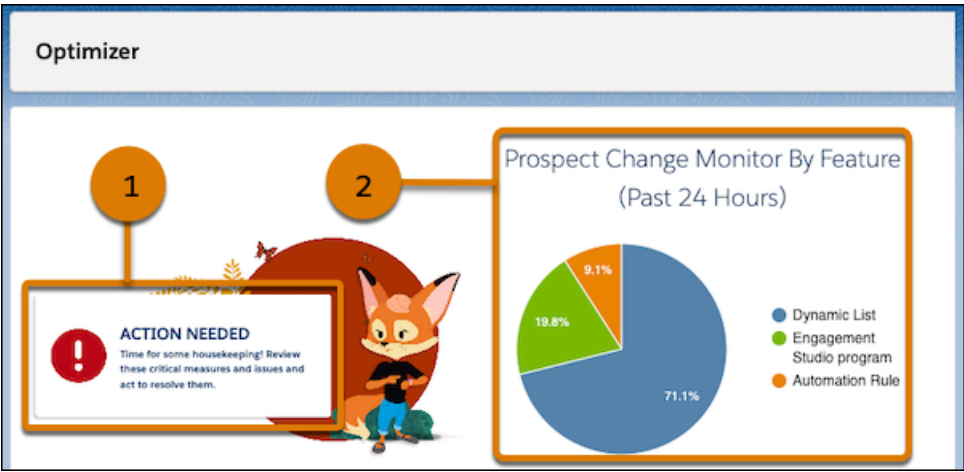 Optimizer
1
2
Prospect Change Monitor By Feature
(Past 24 Hours)
ACTION NEEDED
Time for some housekeeping! Review
these critical measures and issues and
act to resolve them.
9.1%
19.8%
71.1%
Dynamic List
Engagement
Studio program
Automation Rule